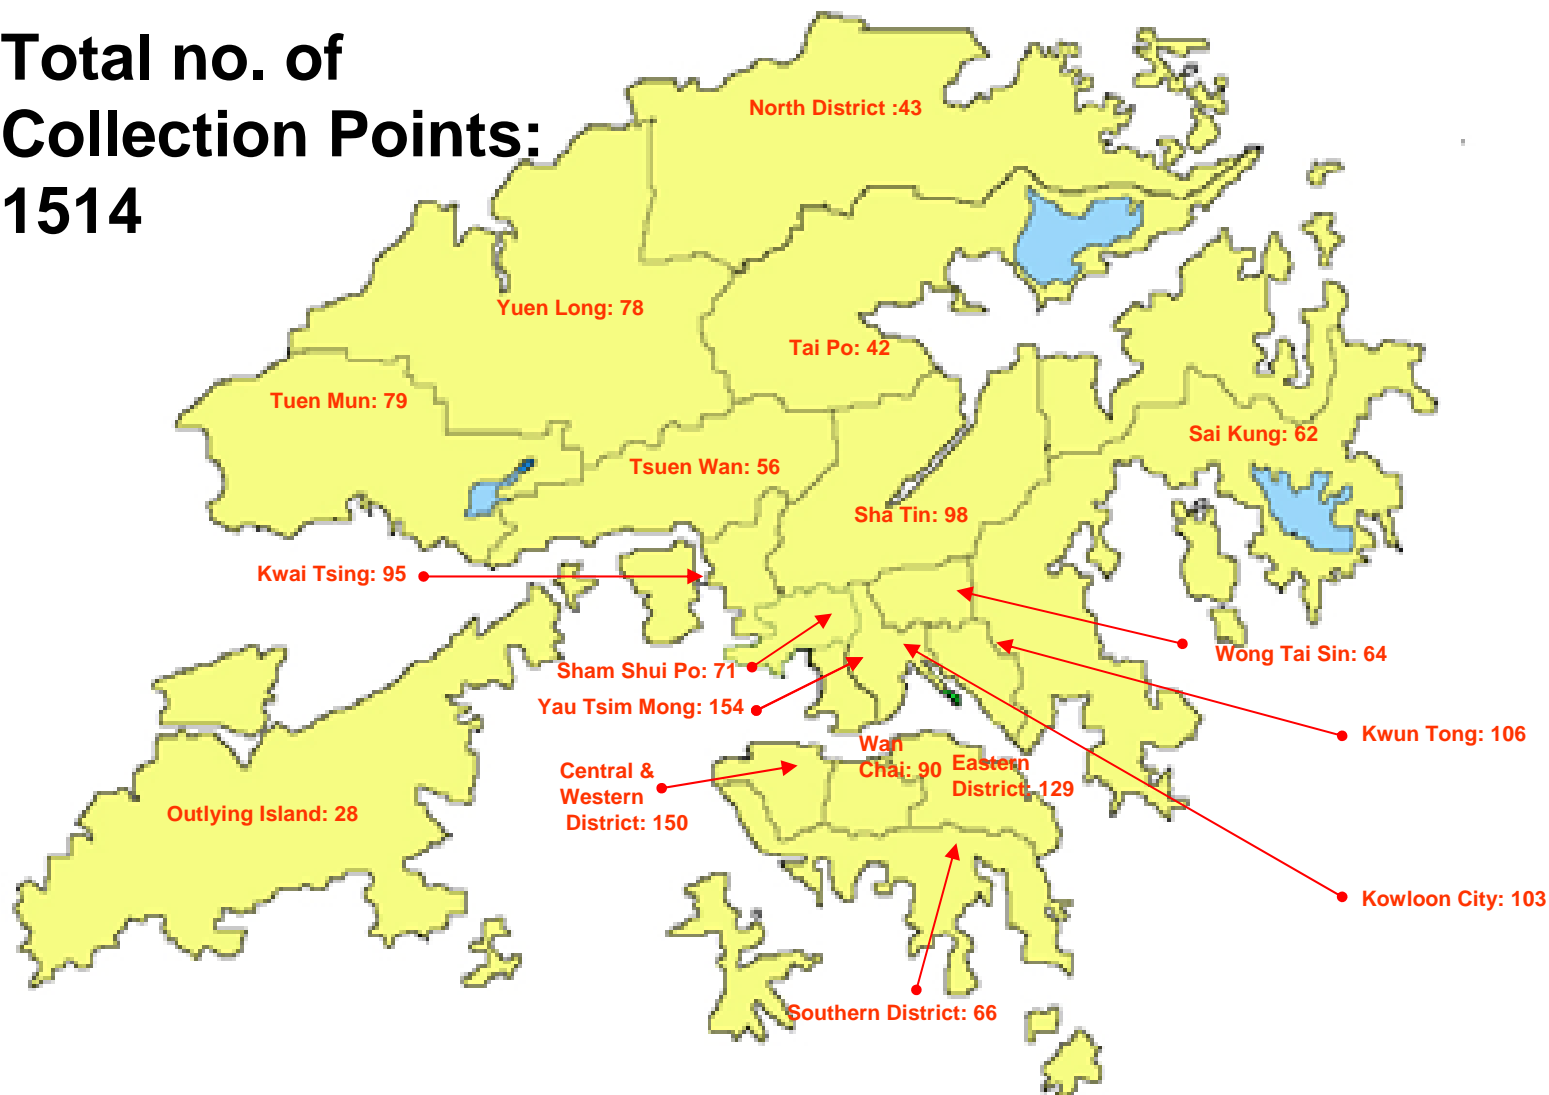 Total no. of
Collection Points:
1514
North District :43
Yuen Long: 78
Tai Po: 42
Tuen Mun: 79
Sai Kung: 62
Tsuen Wan: 56
Sha Tin: 98
Kwai Tsing: 95
Wong Tai Sin: 64
Sham Shui Po: 71
Yau Tsim Mong: 154
Kwun Tong: 106
Wan
Chai: 90
Eastern
District: 129
Central &
Western
District: 150
Outlying Island: 28
Kowloon City: 103
Southern District: 66